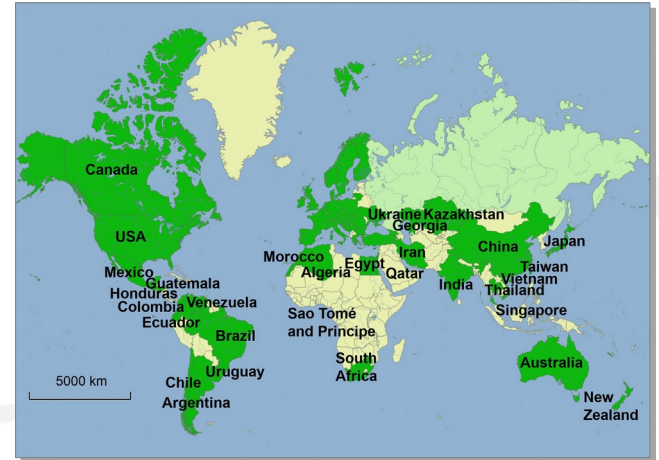 Canada
USA
Mexico
Guatemala
Honduras
Colombia
Venezuela
Ecuador
Brazil
Uruguay
Chile
Argentina
5000 km
Ukraine
Kazakhstan
Georgia
Morocco
Algeria
Egypt
Iran
Qatar
Sao Tomé
and Principe
South
Africa
China
Japan
Taiwan
Vietnam
India
Thailand
Singapore
Australia
New
Zealand